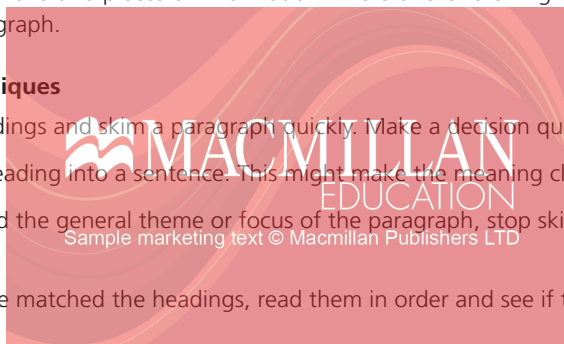 graph.
iques
dings and skim a paragraph quickly. Make a decision qu
MACMILLAN
eading into a sentence. This might make the meaning cl
EDUCATION
d the general theme or focus of the paragraph, stop ski
Sample marketing text © Macmillan Publishers LTD
e matched the headings, read them in order and see if t